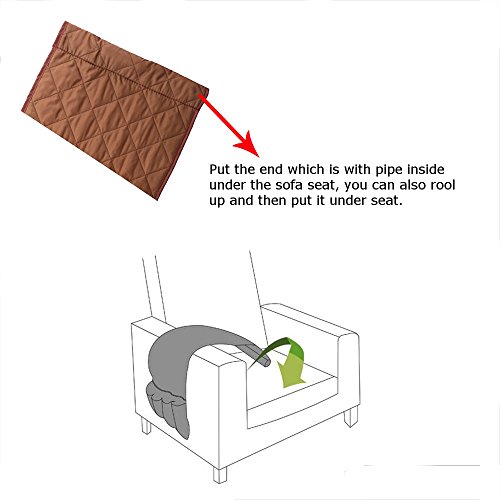 Put the end which is with pipe inside
under the sofa seat, you can also rool
up and then put it under seat.